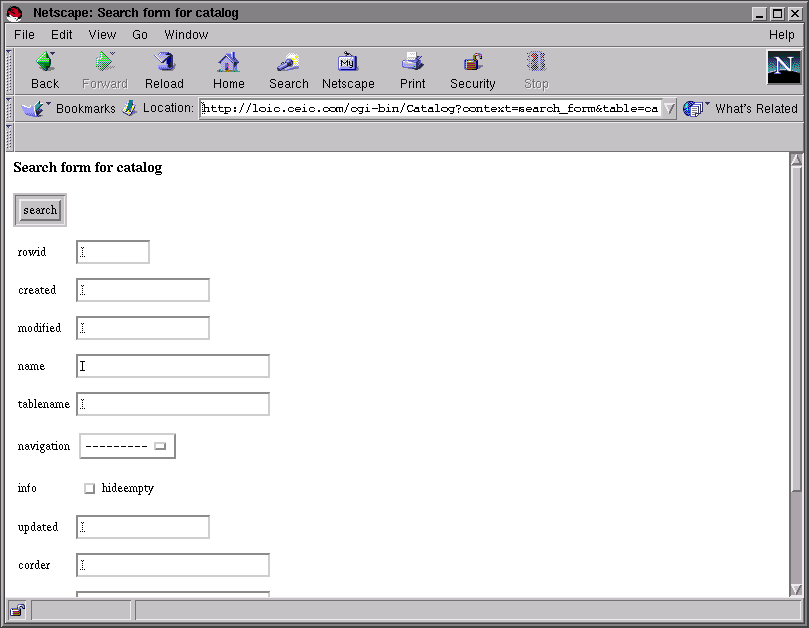 Netscape: Search form for catalog
File Edit View Go Window Help
Back Forward Reload Home Search Netscape Print Security Stop
My
N
Bookmarks Location: http://loic.ceic.com/cgi-bin/Catalog?context=search_form&table=ca What's Related
Search form for catalog
search
rowid
created
modified
name
tablename
navigation ---------
info hideempty
updated
corder